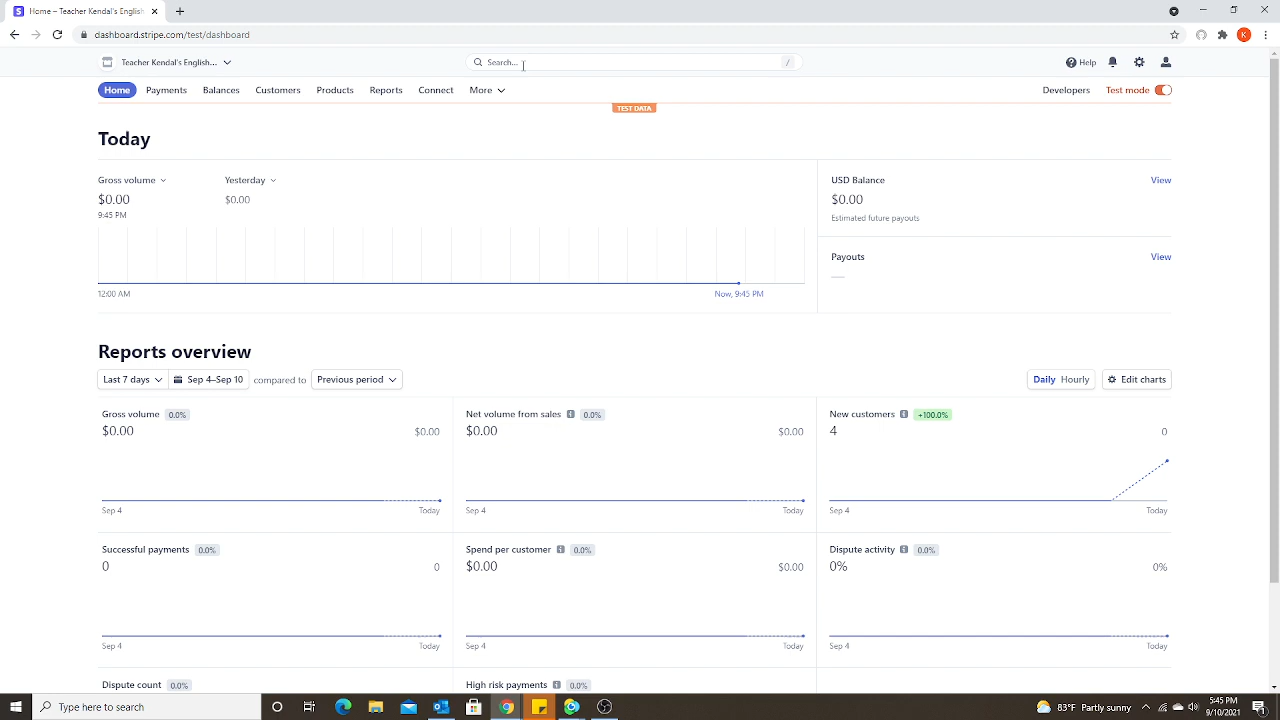 Home – Teacher Kendal's English
dashboard.stripe.com/test/dashboard
K
Teacher Kendal's English...
Search...
/
Help
Home
Payments
Balances
Customers
Products
Reports
Connect
More
Developers
Test mode
TEST DATA
Today
Gross volume
Yesterday
$0.00
$0.00
9:45 PM
12:00 AM
Now, 9:45 PM
USD Balance
View
$0.00
Estimated future payouts
Payouts
View
—
Reports overview
Last 7 days
Sep 4–Sep 10
compared to
Previous period
Daily
Hourly
Edit charts
Gross volume 0.0%
$0.00
$0.00
Sep 4
Today
Net volume from sales 0.0%
$0.00
$0.00
Sep 4
Today
New customers +100.0%
4
0
Sep 4
Today
Successful payments 0.0%
0
0
Sep 4
Today
Spend per customer 0.0%
$0.00
$0.00
Sep 4
Today
Dispute activity 0.0%
0%
0%
Sep 4
Today
Dispute count 0.0%
High risk payments 0.0%
Type here to search
83°F Partly sunny
5:45 PM
9/10/2021